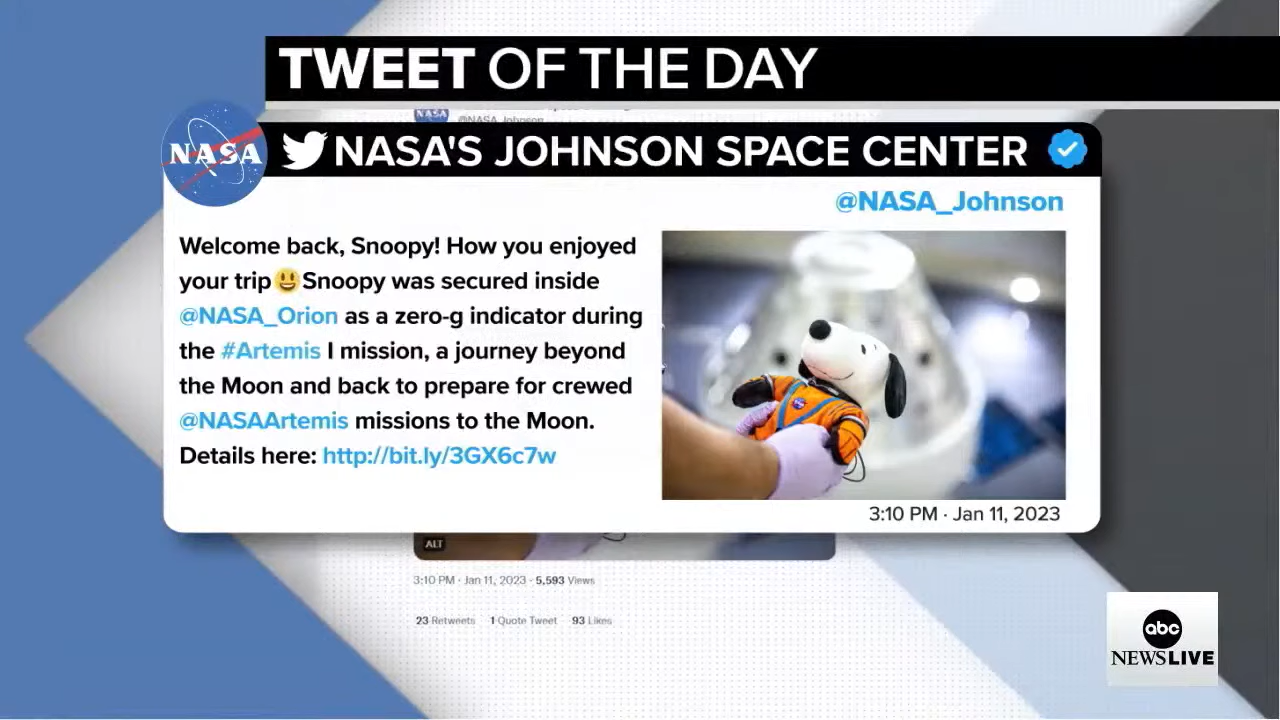 TWEET OF THE DAY
@NASA_Johnson
NASA
NASA'S JOHNSON SPACE CENTER
@NASA_Johnson
Welcome back, Snoopy! How you enjoyed
your trip😃Snoopy was secured inside
@NASA_Orion as a zero-g indicator during
the #Artemis I mission, a journey beyond
the Moon and back to prepare for crewed
@NASAArtemis missions to the Moon.
Details here: http://bit.ly/3GX6c7w
3:10 PM · Jan 11, 2023
ALT
3:10 PM · Jan 11, 2023 · 5,593 Views
23 Retweets 1 Quote Tweet 93 Likes
abc
NEWSLIVE